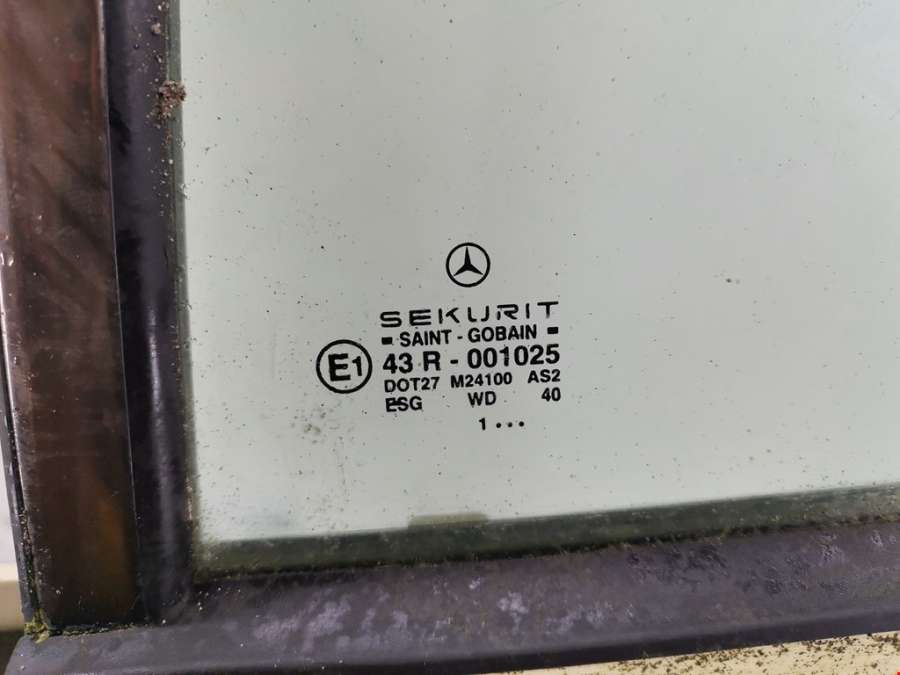 SEKURIT
SAINT - GOBAIN
E1 43 R - 001025
DOT27 M24100 AS2
ESG WD 40
1 ...